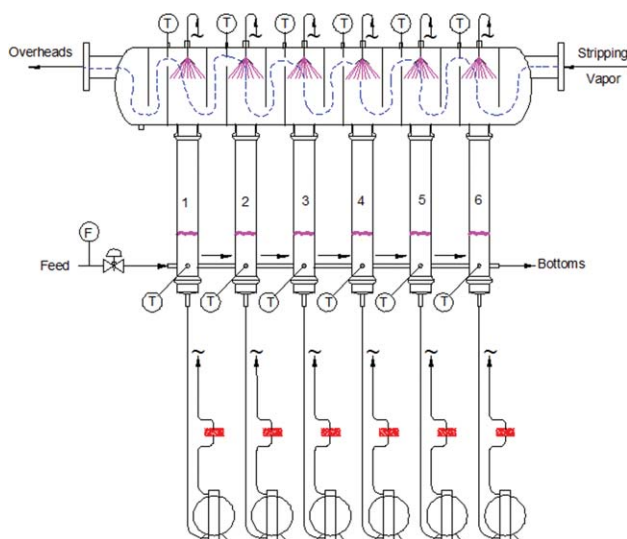 T T T T T T
Overheads
Stripping
Vapor
1 2 3 4 5 6
F
Feed
Bottoms
T T T T T T